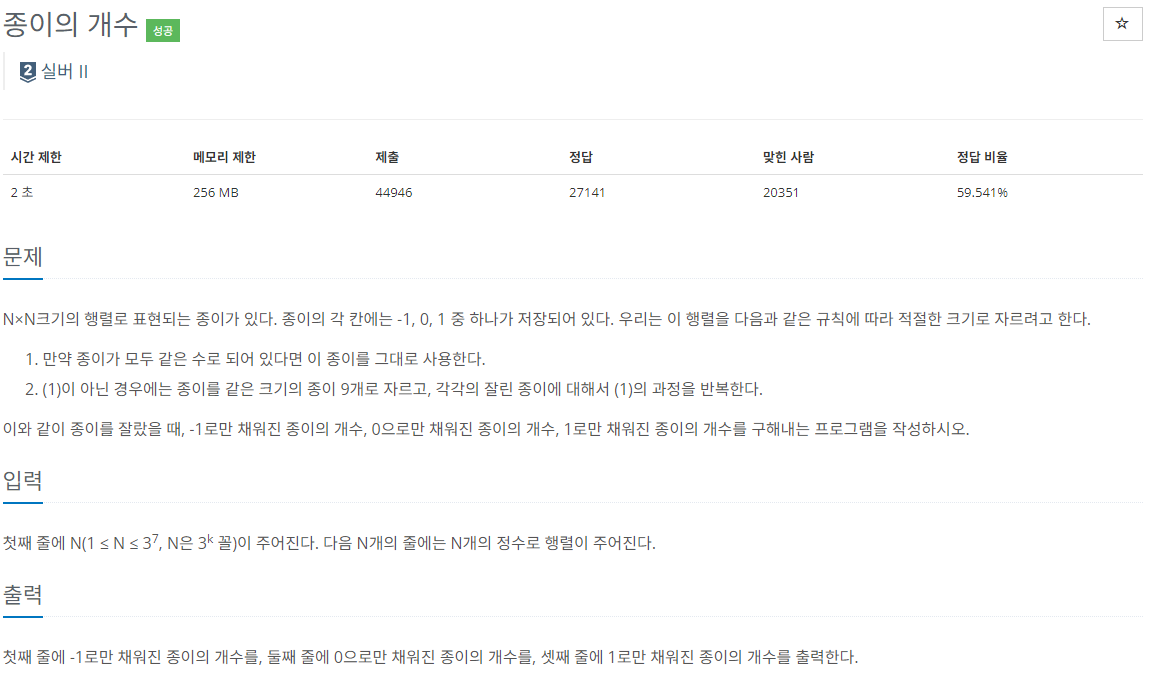 종이의 개수 성공
☆
2 실버 II
시간 제한 메모리 제한 제출 정답 맞힌 사람 정답 비율
2 초 256 MB 44946 27141 20351 59.541%
문제
N×N크기의 행렬로 표현되는 종이가 있다. 종이의 각 칸에는 -1, 0, 1 중 하나가 저장되어 있다. 우리는 이 행렬을 다음과 같은 규칙에 따라 적절한 크기로 자르려고 한다.
1. 만약 종이가 모두 같은 수로 되어 있다면 이 종이를 그대로 사용한다.
2. (1)이 아닌 경우에는 종이를 같은 크기의 종이 9개로 자르고, 각각의 잘린 종이에 대해서 (1)의 과정을 반복한다.
이와 같이 종이를 잘랐을 때, -1로만 채워진 종이의 개수, 0으로만 채워진 종이의 개수, 1로만 채워진 종이의 개수를 구해내는 프로그램을 작성하시오.
입력
첫째 줄에 N(1 ≤ N ≤ 3⁷, N은 3ᵏ 꼴)이 주어진다. 다음 N개의 줄에는 N개의 정수로 행렬이 주어진다.
출력
첫째 줄에 -1로만 채워진 종이의 개수를, 둘째 줄에 0으로만 채워진 종이의 개수를, 셋째 줄에 1로만 채워진 종이의 개수를 출력한다.